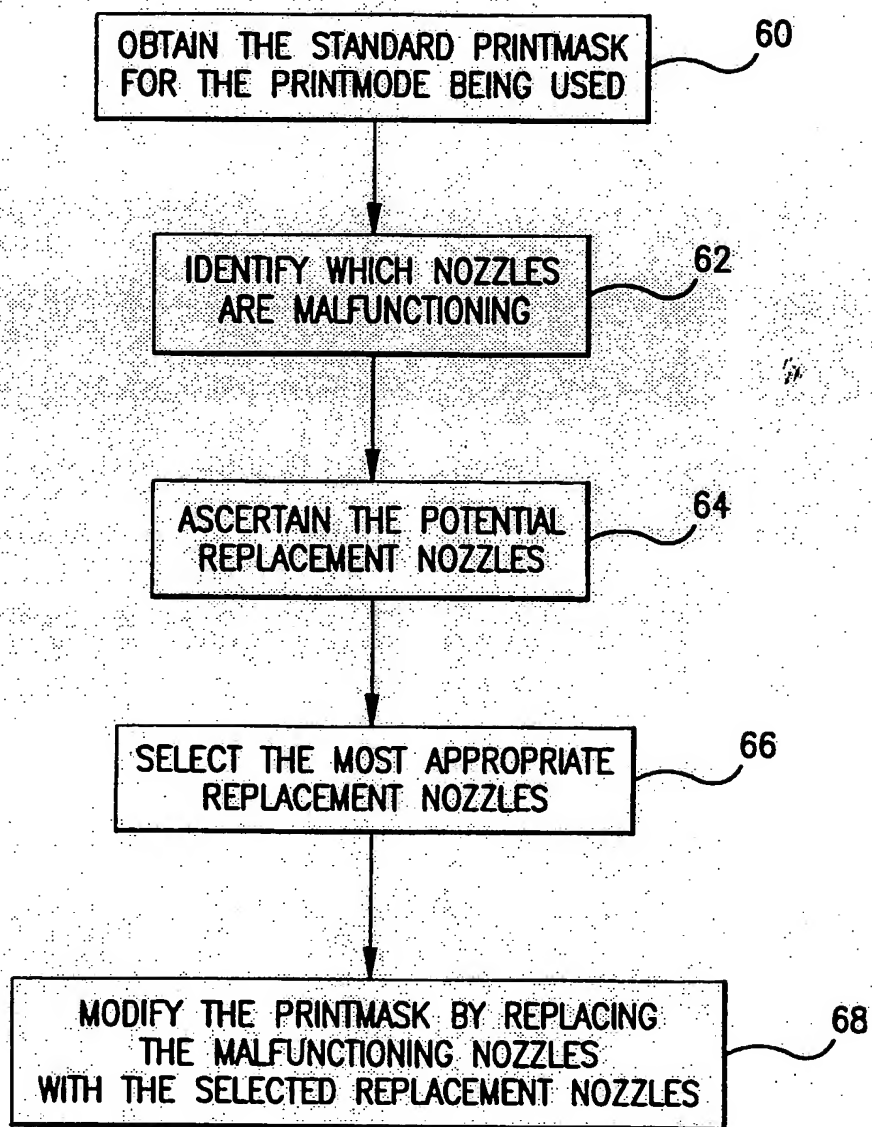 OBTAIN THE STANDARD PRINTMASK
FOR THE PRINTMODE BEING USED
60
IDENTIFY WHICH NOZZLES
ARE MALFUNCTIONING
62
ASCERTAIN THE POTENTIAL
REPLACEMENT NOZZLES
64
SELECT THE MOST APPROPRIATE
REPLACEMENT NOZZLES
66
MODIFY THE PRINTMASK BY REPLACING
THE MALFUNCTIONING NOZZLES
WITH THE SELECTED REPLACEMENT NOZZLES
68